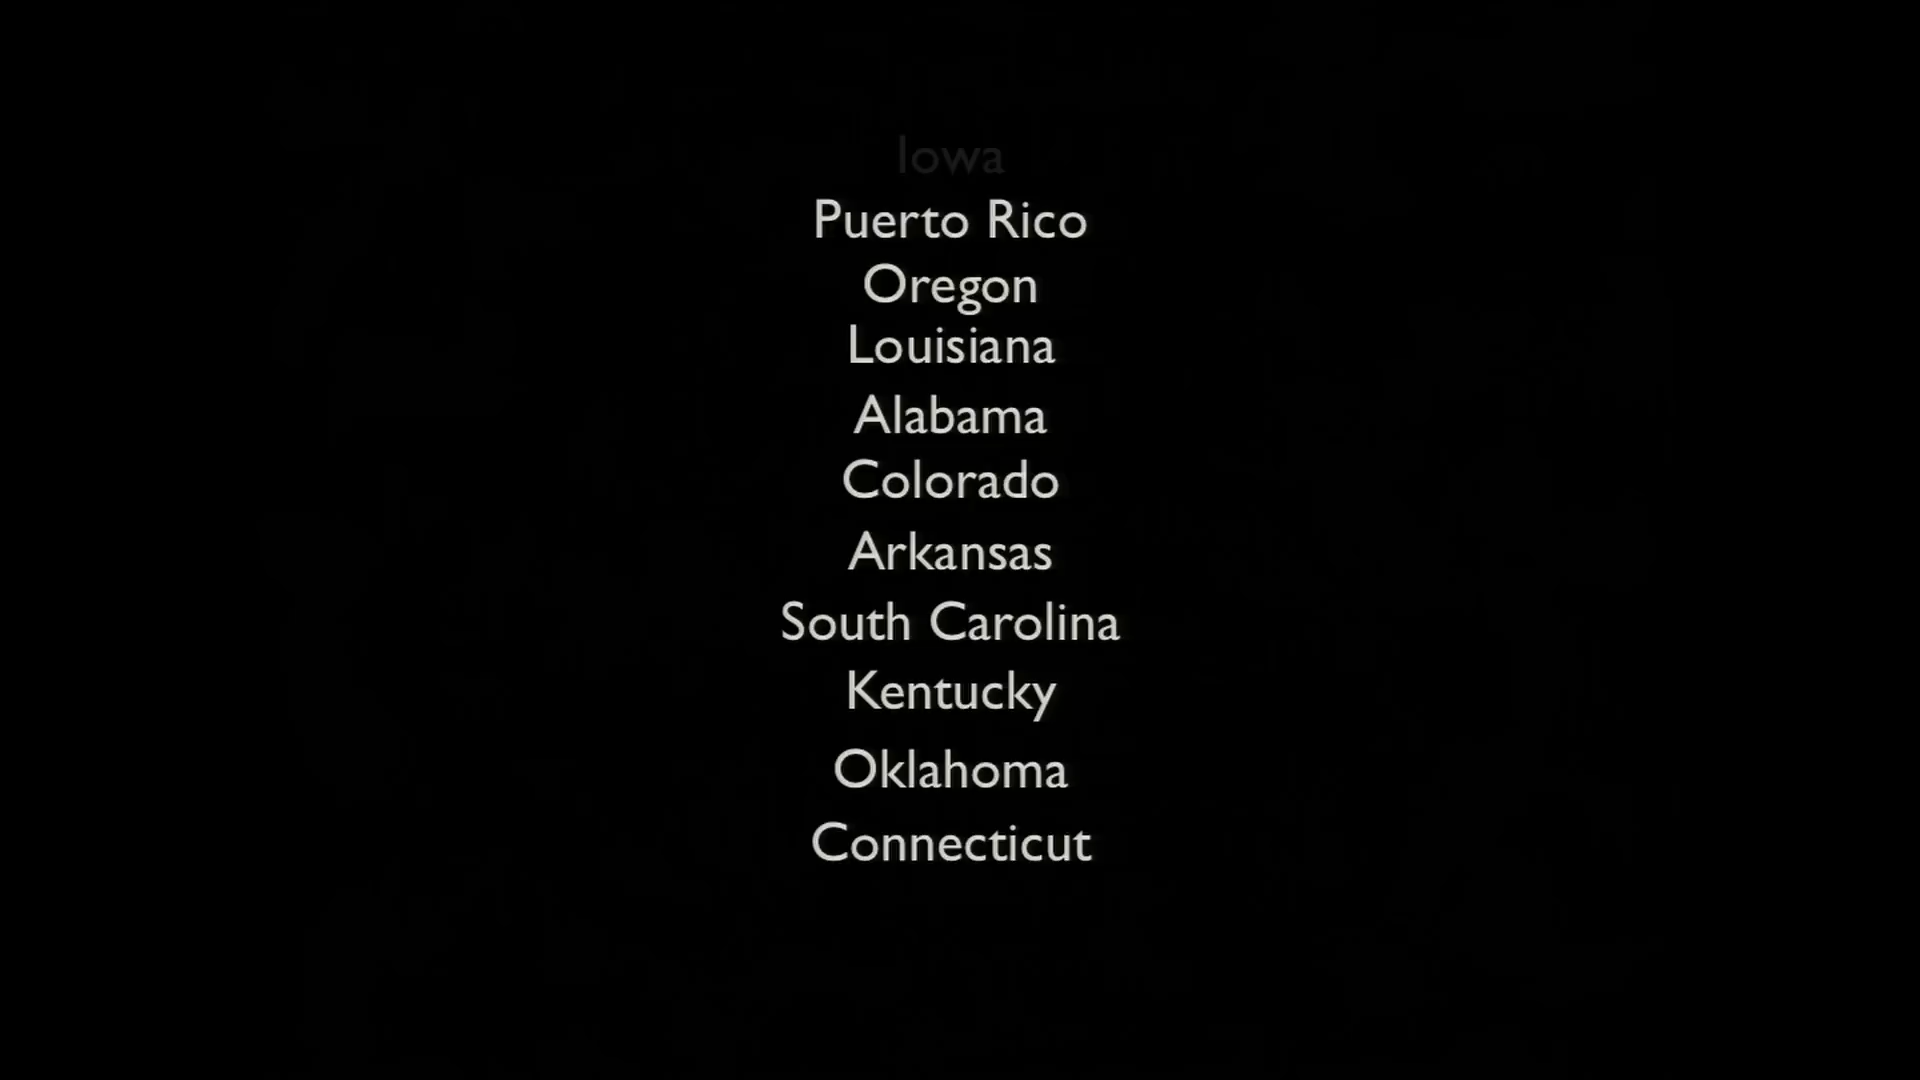 Iowa
Puerto Rico
Oregon
Louisiana
Alabama
Colorado
Arkansas
South Carolina
Kentucky
Oklahoma
Connecticut